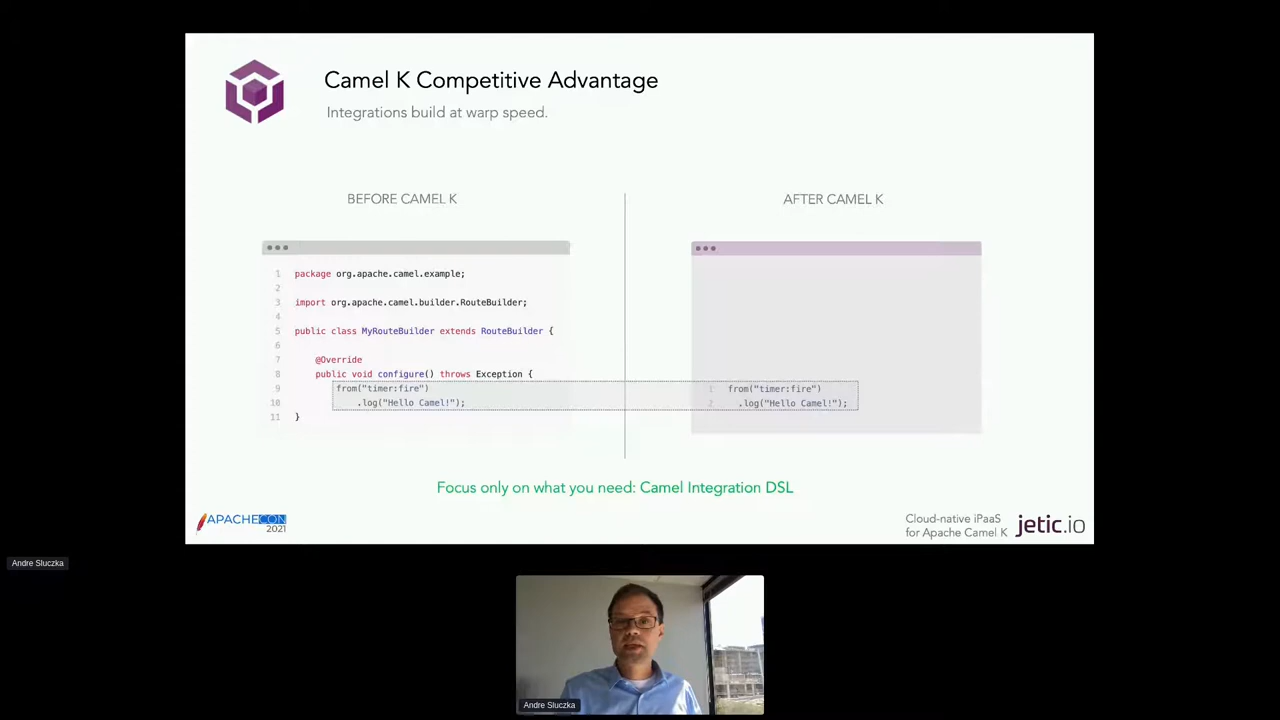 Camel K Competitive Advantage
Integrations build at warp speed.
BEFORE CAMEL K
1 package org.apache.camel.example;
2
3 import org.apache.camel.builder.RouteBuilder;
4
5 public class MyRouteBuilder extends RouteBuilder {
6
7 @Override
8 public void configure() throws Exception {
9 from("timer:fire")
10 .log("Hello Camel!");
11 }
AFTER CAMEL K
1 from("timer:fire")
2 .log("Hello Camel!");
Focus only on what you need: Camel Integration DSL
APACHECON
2021
Cloud-native iPaaS
for Apache Camel K
jetic.io
Andre Sluczka
Andre Sluczka